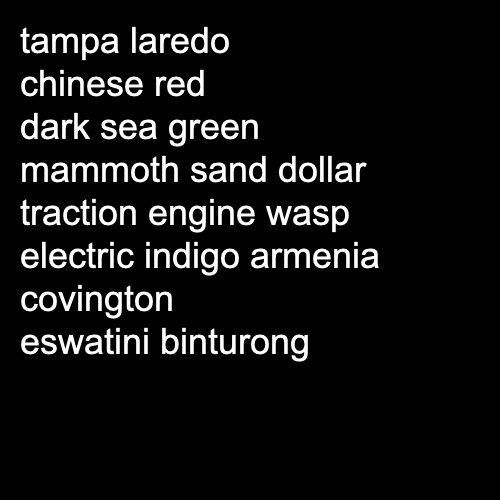 tampa laredo
chinese red
dark sea green
mammoth sand dollar
traction engine wasp
electric indigo armenia
covington
eswatini binturong